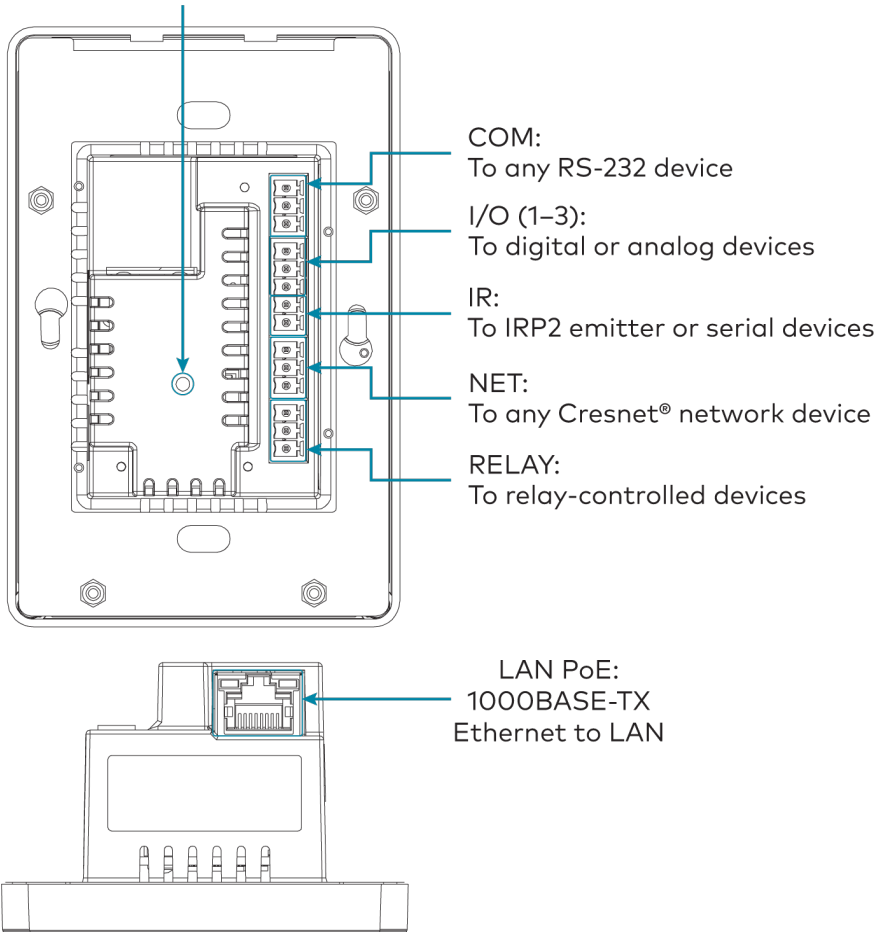 COM:
To any RS-232 device
I/O (1–3):
To digital or analog devices
IR:
To IRP2 emitter or serial devices
NET:
To any Cresnet® network device
RELAY:
To relay-controlled devices
LAN PoE:
1000BASE-TX
Ethernet to LAN